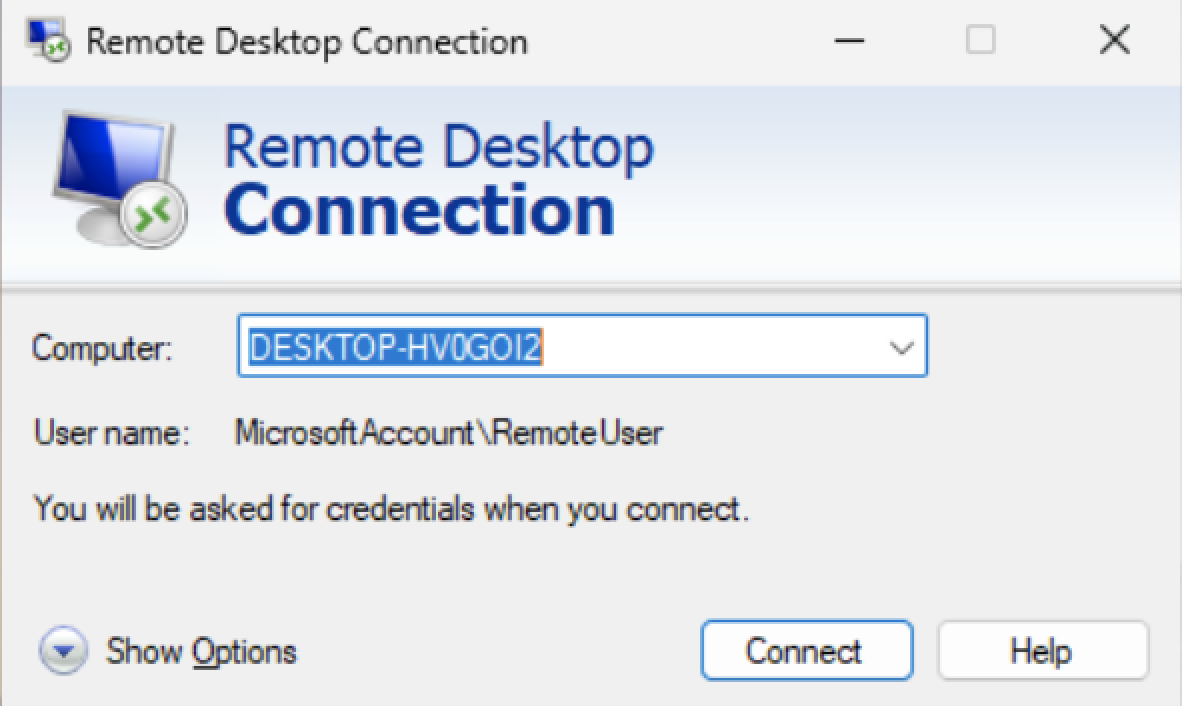 Remote Desktop Connection
Remote Desktop
Connection
Computer: DESKTOP-HV0GOI2
User name: MicrosoftAccount\RemoteUser
You will be asked for credentials when you connect.
Show Options
Connect
Help